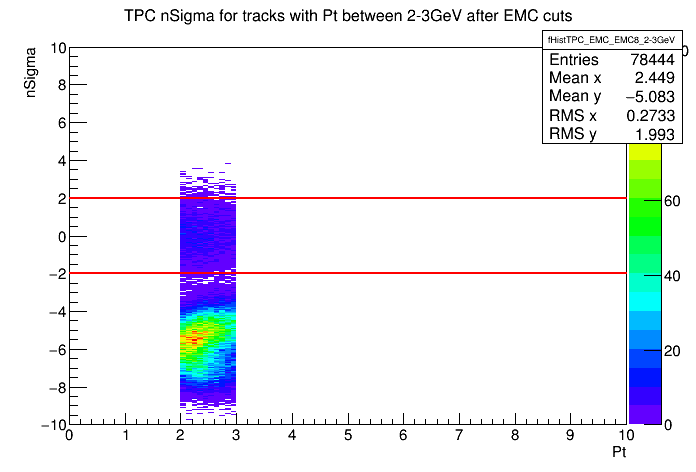 TPC nSigma for tracks with Pt between 2-3GeV after EMC cuts
fHistTPC_EMC_EMC8_2-3GeV
Entries 78444
Mean x 2.449
Mean y −5.083
RMS x 0.2733
RMS y 1.993
nSigma
10
8
6
4
2
0
−2
−4
−6
−8
−10
0 1 2 3 4 5 6 7 8 9 10
Pt
0
60
40
20
0